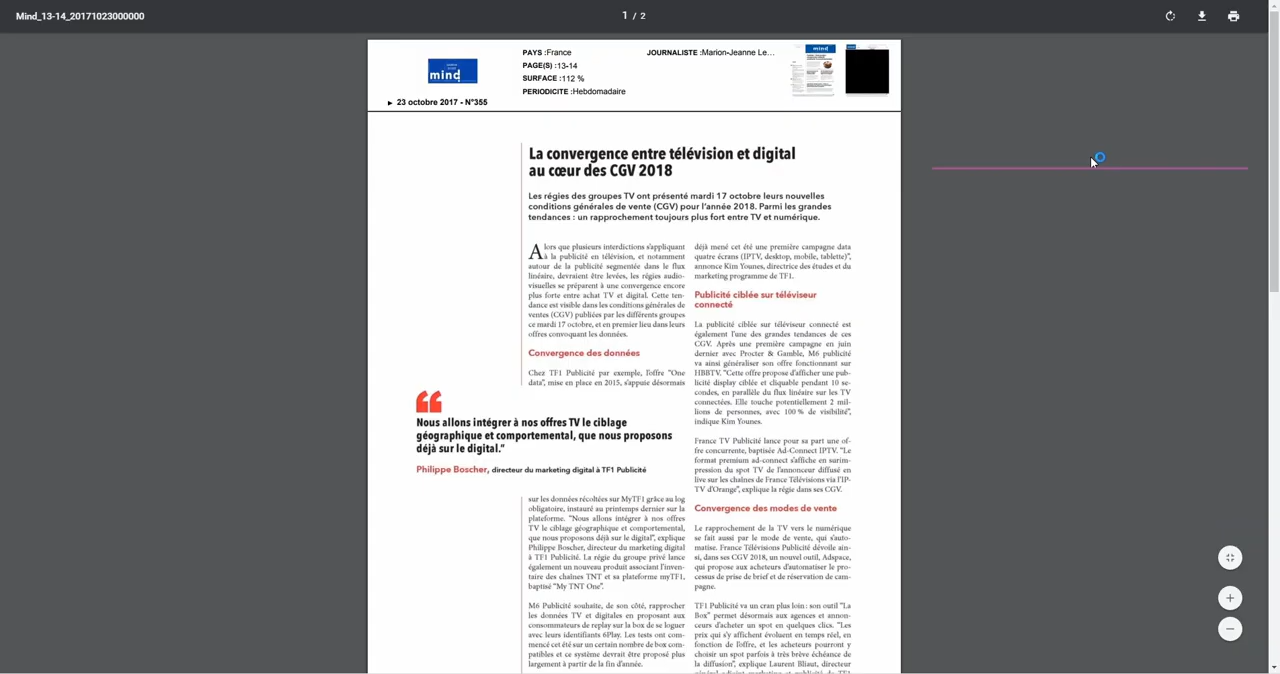 Mind_13-14_20171023000000
1 / 2
mind
PAYS :France
PAGE(S) :13-14
SURFACE :112 %
PERIODICITE :Hebdomadaire
JOURNALISTE :Marion-Jeanne Le…
mind
► 23 octobre 2017 - N°355
La convergence entre télévision et digital
au cœur des CGV 2018
Les régies des groupes TV ont présenté mardi 17 octobre leurs nouvelles
conditions générales de vente (CGV) pour l'année 2018. Parmi les grandes
tendances : un rapprochement toujours plus fort entre TV et numérique.
Alors que plusieurs interdictions s'appliquant
à la publicité en télévision, et notamment
autour de la publicité segmentée dans le flux
linéaire, devraient être levées, les régies audio-
visuelles se préparent à une convergence encore
plus forte entre achat TV et digital. Cette ten-
dance est visible dans les conditions générales de
ventes (CGV) publiées par les différents groupes
ce mardi 17 octobre, et en premier lieu dans leurs
offres convoquant les données.
Convergence des données
Chez TF1 Publicité par exemple, l'offre "One
data", mise en place en 2015, s'appuie désormais
Nous allons intégrer à nos offres TV le ciblage
géographique et comportemental, que nous proposons
déjà sur le digital."
Philippe Boscher, directeur du marketing digital à TF1 Publicité
sur les données récoltées sur MyTF1 grâce au log
obligatoire, instauré au printemps dernier sur la
plateforme. "Nous allons intégrer à nos offres
TV le ciblage géographique et comportemental,
que nous proposons déjà sur le digital", explique
Philippe Boscher, directeur du marketing digital
à TF1 Publicité. La régie du groupe privé lance
également un nouveau produit associant l'inven-
taire des chaînes TNT et sa plateforme myTF1,
baptisé "My TNT One".
M6 Publicité souhaite, de son côté, rapprocher
les données TV et digitales en proposant aux
consommateurs de replay sur la box de se loguer
avec leurs identifiants 6Play. Les tests ont com-
mencé cet été sur un certain nombre de box com-
patibles et ce système devrait être proposé plus
largement à partir de la fin d'année.
déjà mené cet été une première campagne data
quatre écrans (IPTV, desktop, mobile, tablette)",
annonce Kim Younes, directrice des études et du
marketing programme de TF1.
Publicité ciblée sur téléviseur
connecté
La publicité ciblée sur téléviseur connecté est
également l'une des grandes tendances de ces
CGV. Après une première campagne en juin
dernier avec Procter & Gamble, M6 publicité
va ainsi généraliser son offre fonctionnant sur
HBBTV. "Cette offre propose d'afficher une pub-
licité display ciblée et cliquable pendant 10 se-
condes, en parallèle du flux linéaire sur les TV
connectées. Elle touche potentiellement 2 mil-
lions de personnes, avec 100 % de visibilité",
indique Kim Younes.
France TV Publicité lance pour sa part une of-
fre concurrente, baptisée Ad-Connect IPTV. "Le
format premium ad-connect s'affiche en surim-
pression du spot TV de l'annonceur diffusé en
live sur les chaînes de France Télévisions via l'IP-
TV d'Orange", explique la régie dans ses CGV.
Convergence des modes de vente
Le rapprochement de la TV vers le numérique
se fait aussi par le mode de vente, qui s'auto-
matise. France Télévisions Publicité dévoile ain-
si, dans ses CGV 2018, un nouvel outil, Adspace,
qui propose aux acheteurs d'automatiser le pro-
cessus de prise de brief et de réservation de cam-
pagne.
TF1 Publicité va un cran plus loin : son outil "La
Box" permet désormais aux agences et annon-
ceurs d'acheter un spot en quelques clics. "Les
prix qui s'y affichent évoluent en temps réel, en
fonction de l'offre, et les acheteurs pourront y
choisir un spot parfois à très brève échéance de
la diffusion", explique Laurent Bliaut, directeur
général adjoint marketing et publicité de TF1